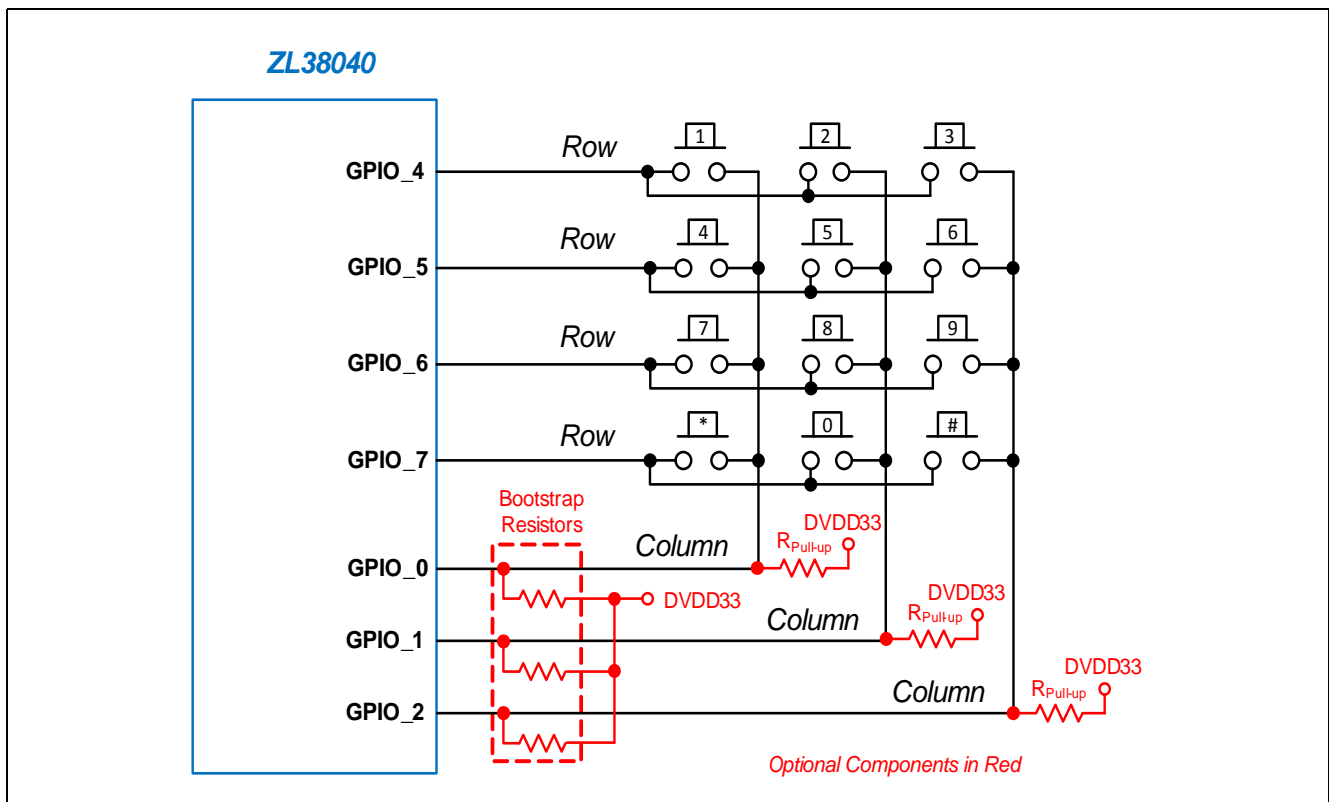 ZL38040
GPIO_4
Row
1
2
3
GPIO_5
Row
4
5
6
GPIO_6
Row
7
8
9
GPIO_7
Row
*
0
#
Bootstrap
Resistors
GPIO_0
Column
RPull-up
DVDD33
DVDD33
GPIO_1
Column
RPull-up
DVDD33
GPIO_2
Column
RPull-up
DVDD33
Optional Components in Red